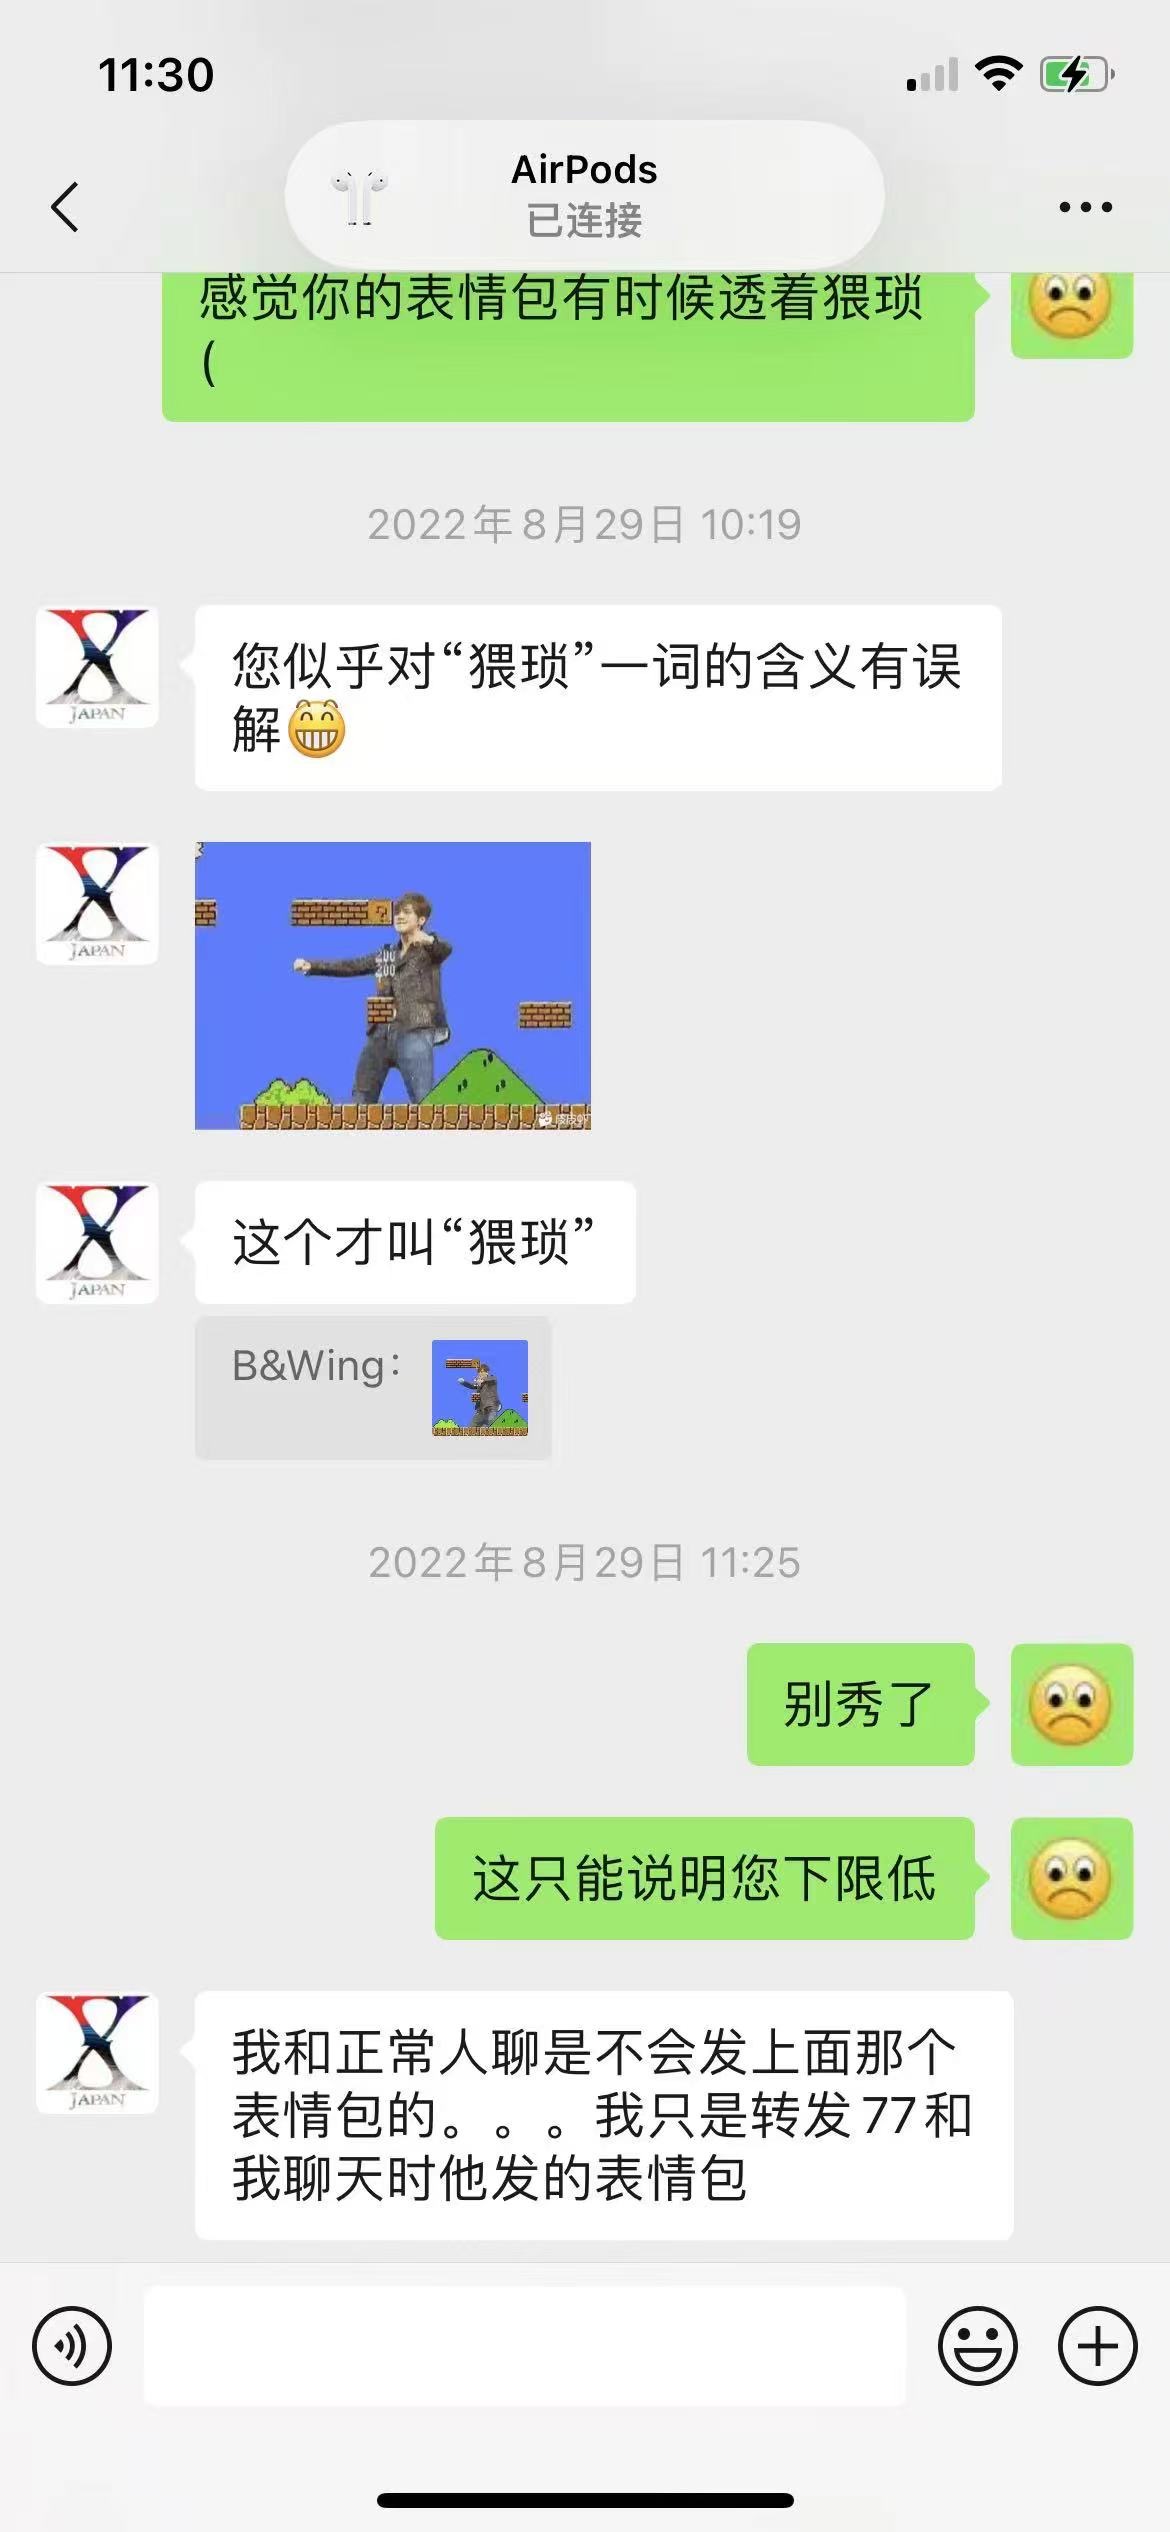 11:30
AirPods
已连接
感觉你的表情包有时候透着猥琐
(
2022年8月29日 10:19
您似乎对“猥琐”一词的含义有误
解😁
JAPAN
?
JAPAN
皮皮虾
这个才叫“猥琐”
JAPAN
B&Wing：
2022年8月29日 11:25
别秀了
这只能说明您下限低
我和正常人聊是不会发上面那个
表情包的。。。我只是转发77和
我聊天时他发的表情包
JAPAN